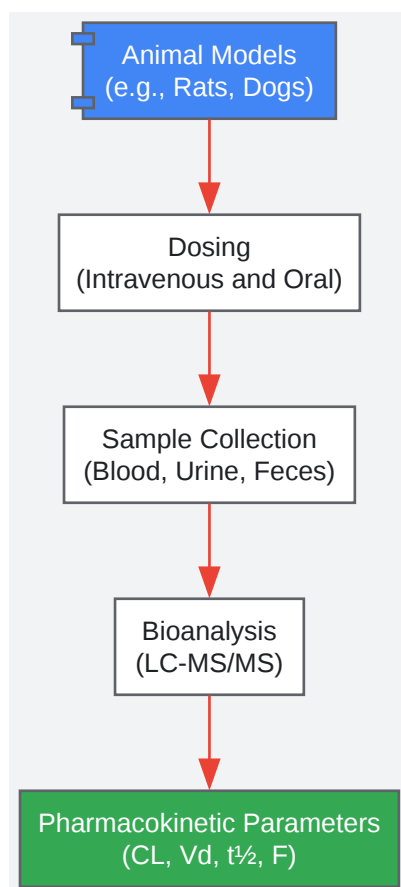 Animal Models
(e.g., Rats, Dogs)
Dosing
(Intravenous and Oral)
Sample Collection
(Blood, Urine, Feces)
Bioanalysis
(LC-MS/MS)
Pharmacokinetic Parameters
(CL, Vd, t½, F)